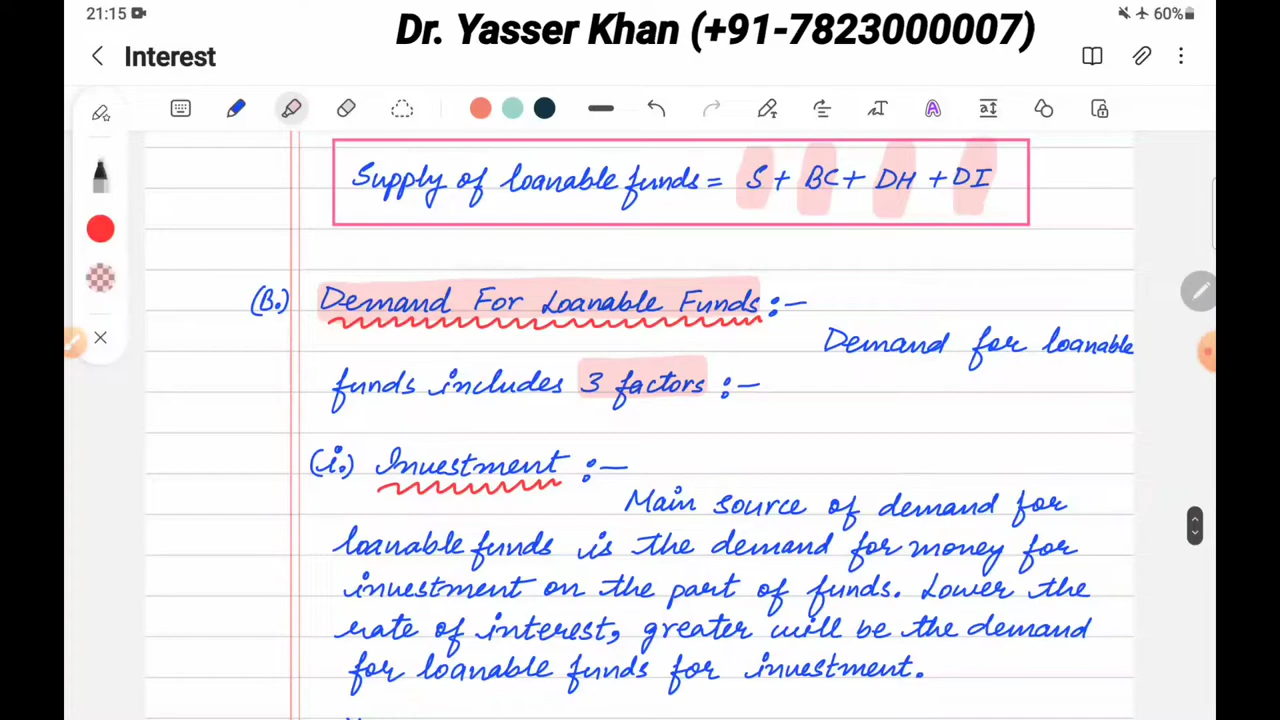 21:15
60%
Dr. Yasser Khan (+91-7823000007)
Interest
Supply of loanable funds = S + BC + DH + DI
(B.) Demand For Loanable Funds :-
Demand for loanable
funds includes 3 factors :-
(i.) Investment :-
Main source of demand for
loanable funds is the demand for money for
investment on the part of funds. Lower the
rate of interest, greater will be the demand
for loanable funds for investment.